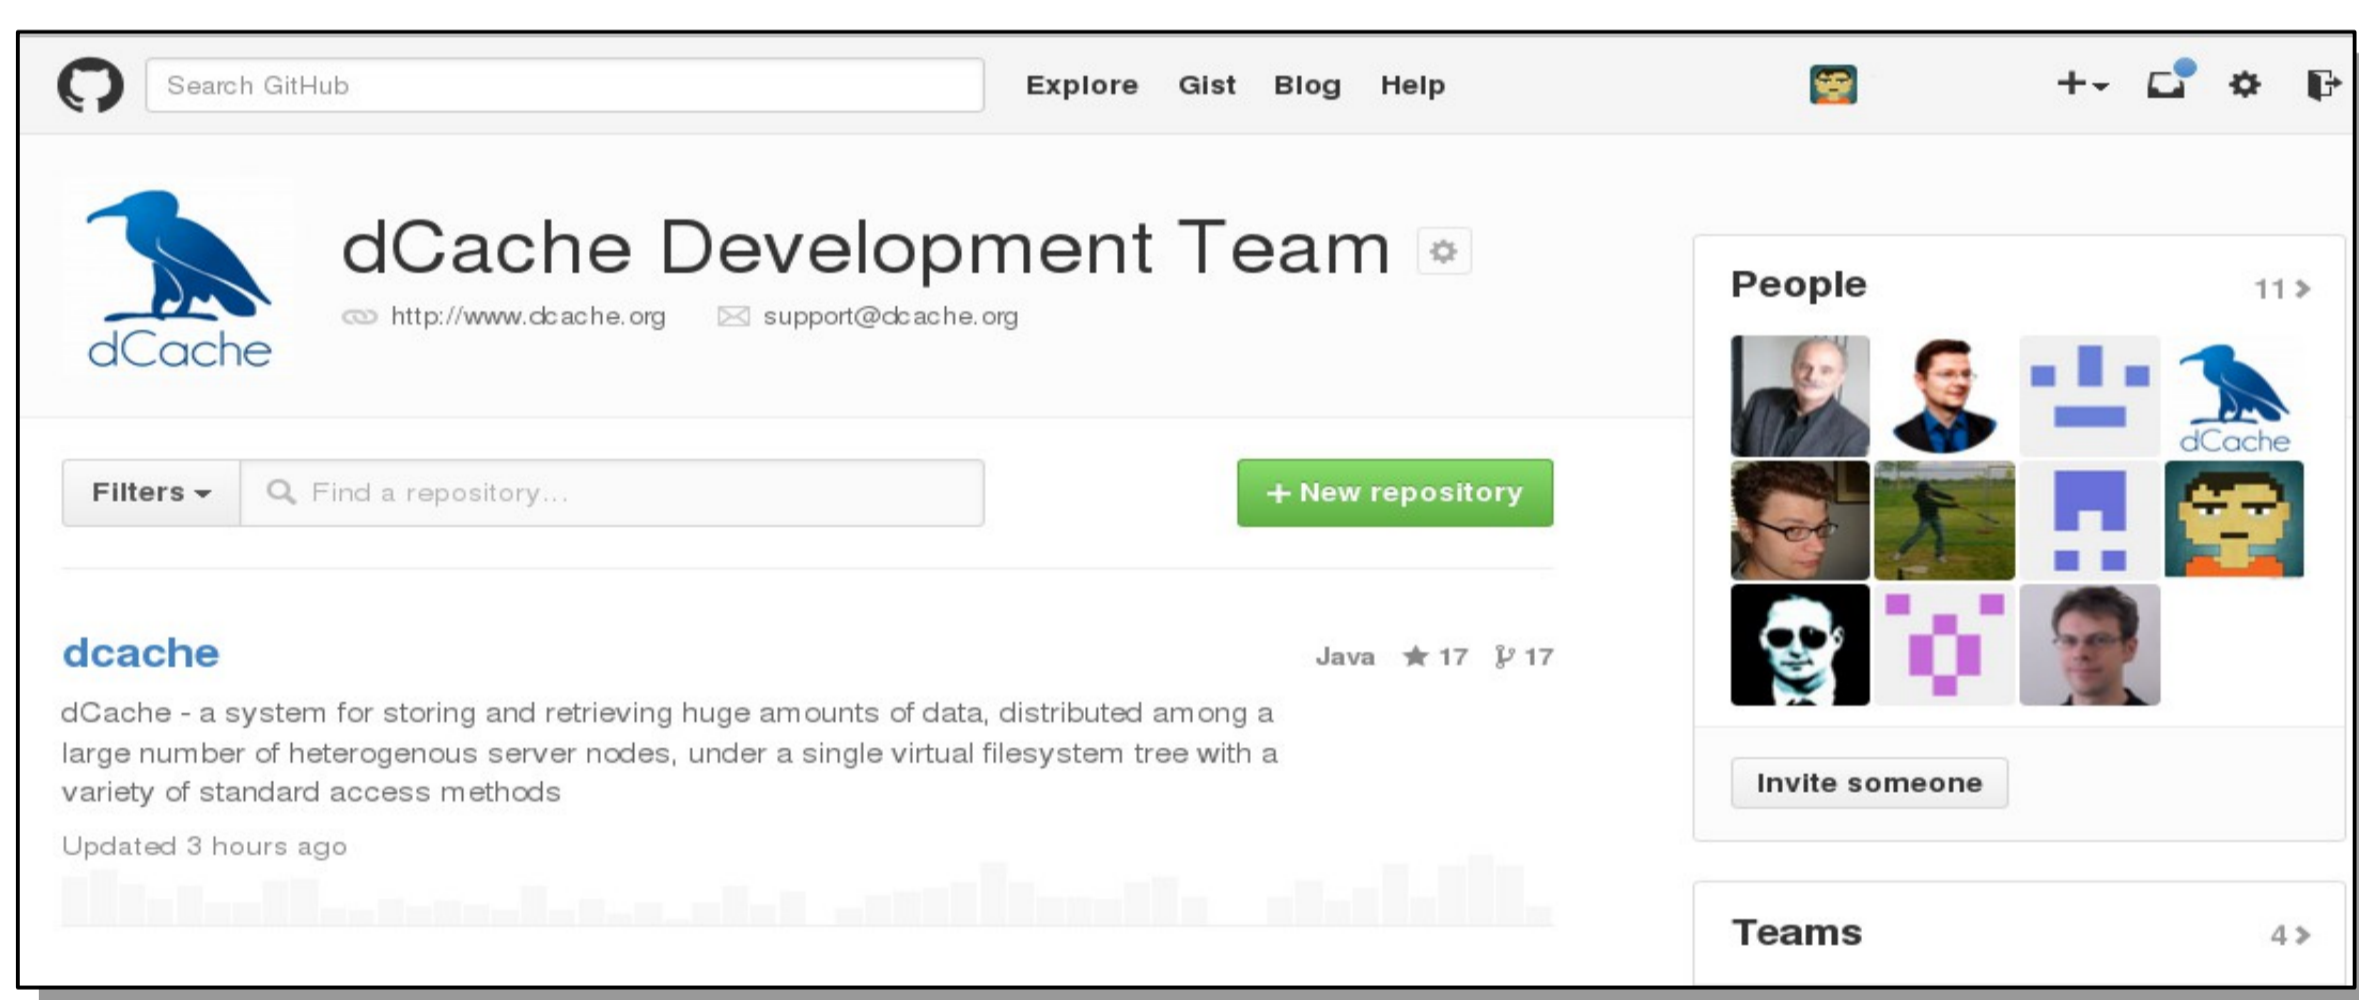 Search GitHub
Explore Gist Blog Help
dCache
dCache Development Team
http://www.dcache.org support@dcache.org
People 11
dCache
Filters Find a repository...
+ New repository
dcache
Java 17 17
dCache - a system for storing and retrieving huge amounts of data, distributed among a
large number of heterogenous server nodes, under a single virtual filesystem tree with a
variety of standard access methods
Updated 3 hours ago
Invite someone
Teams 4